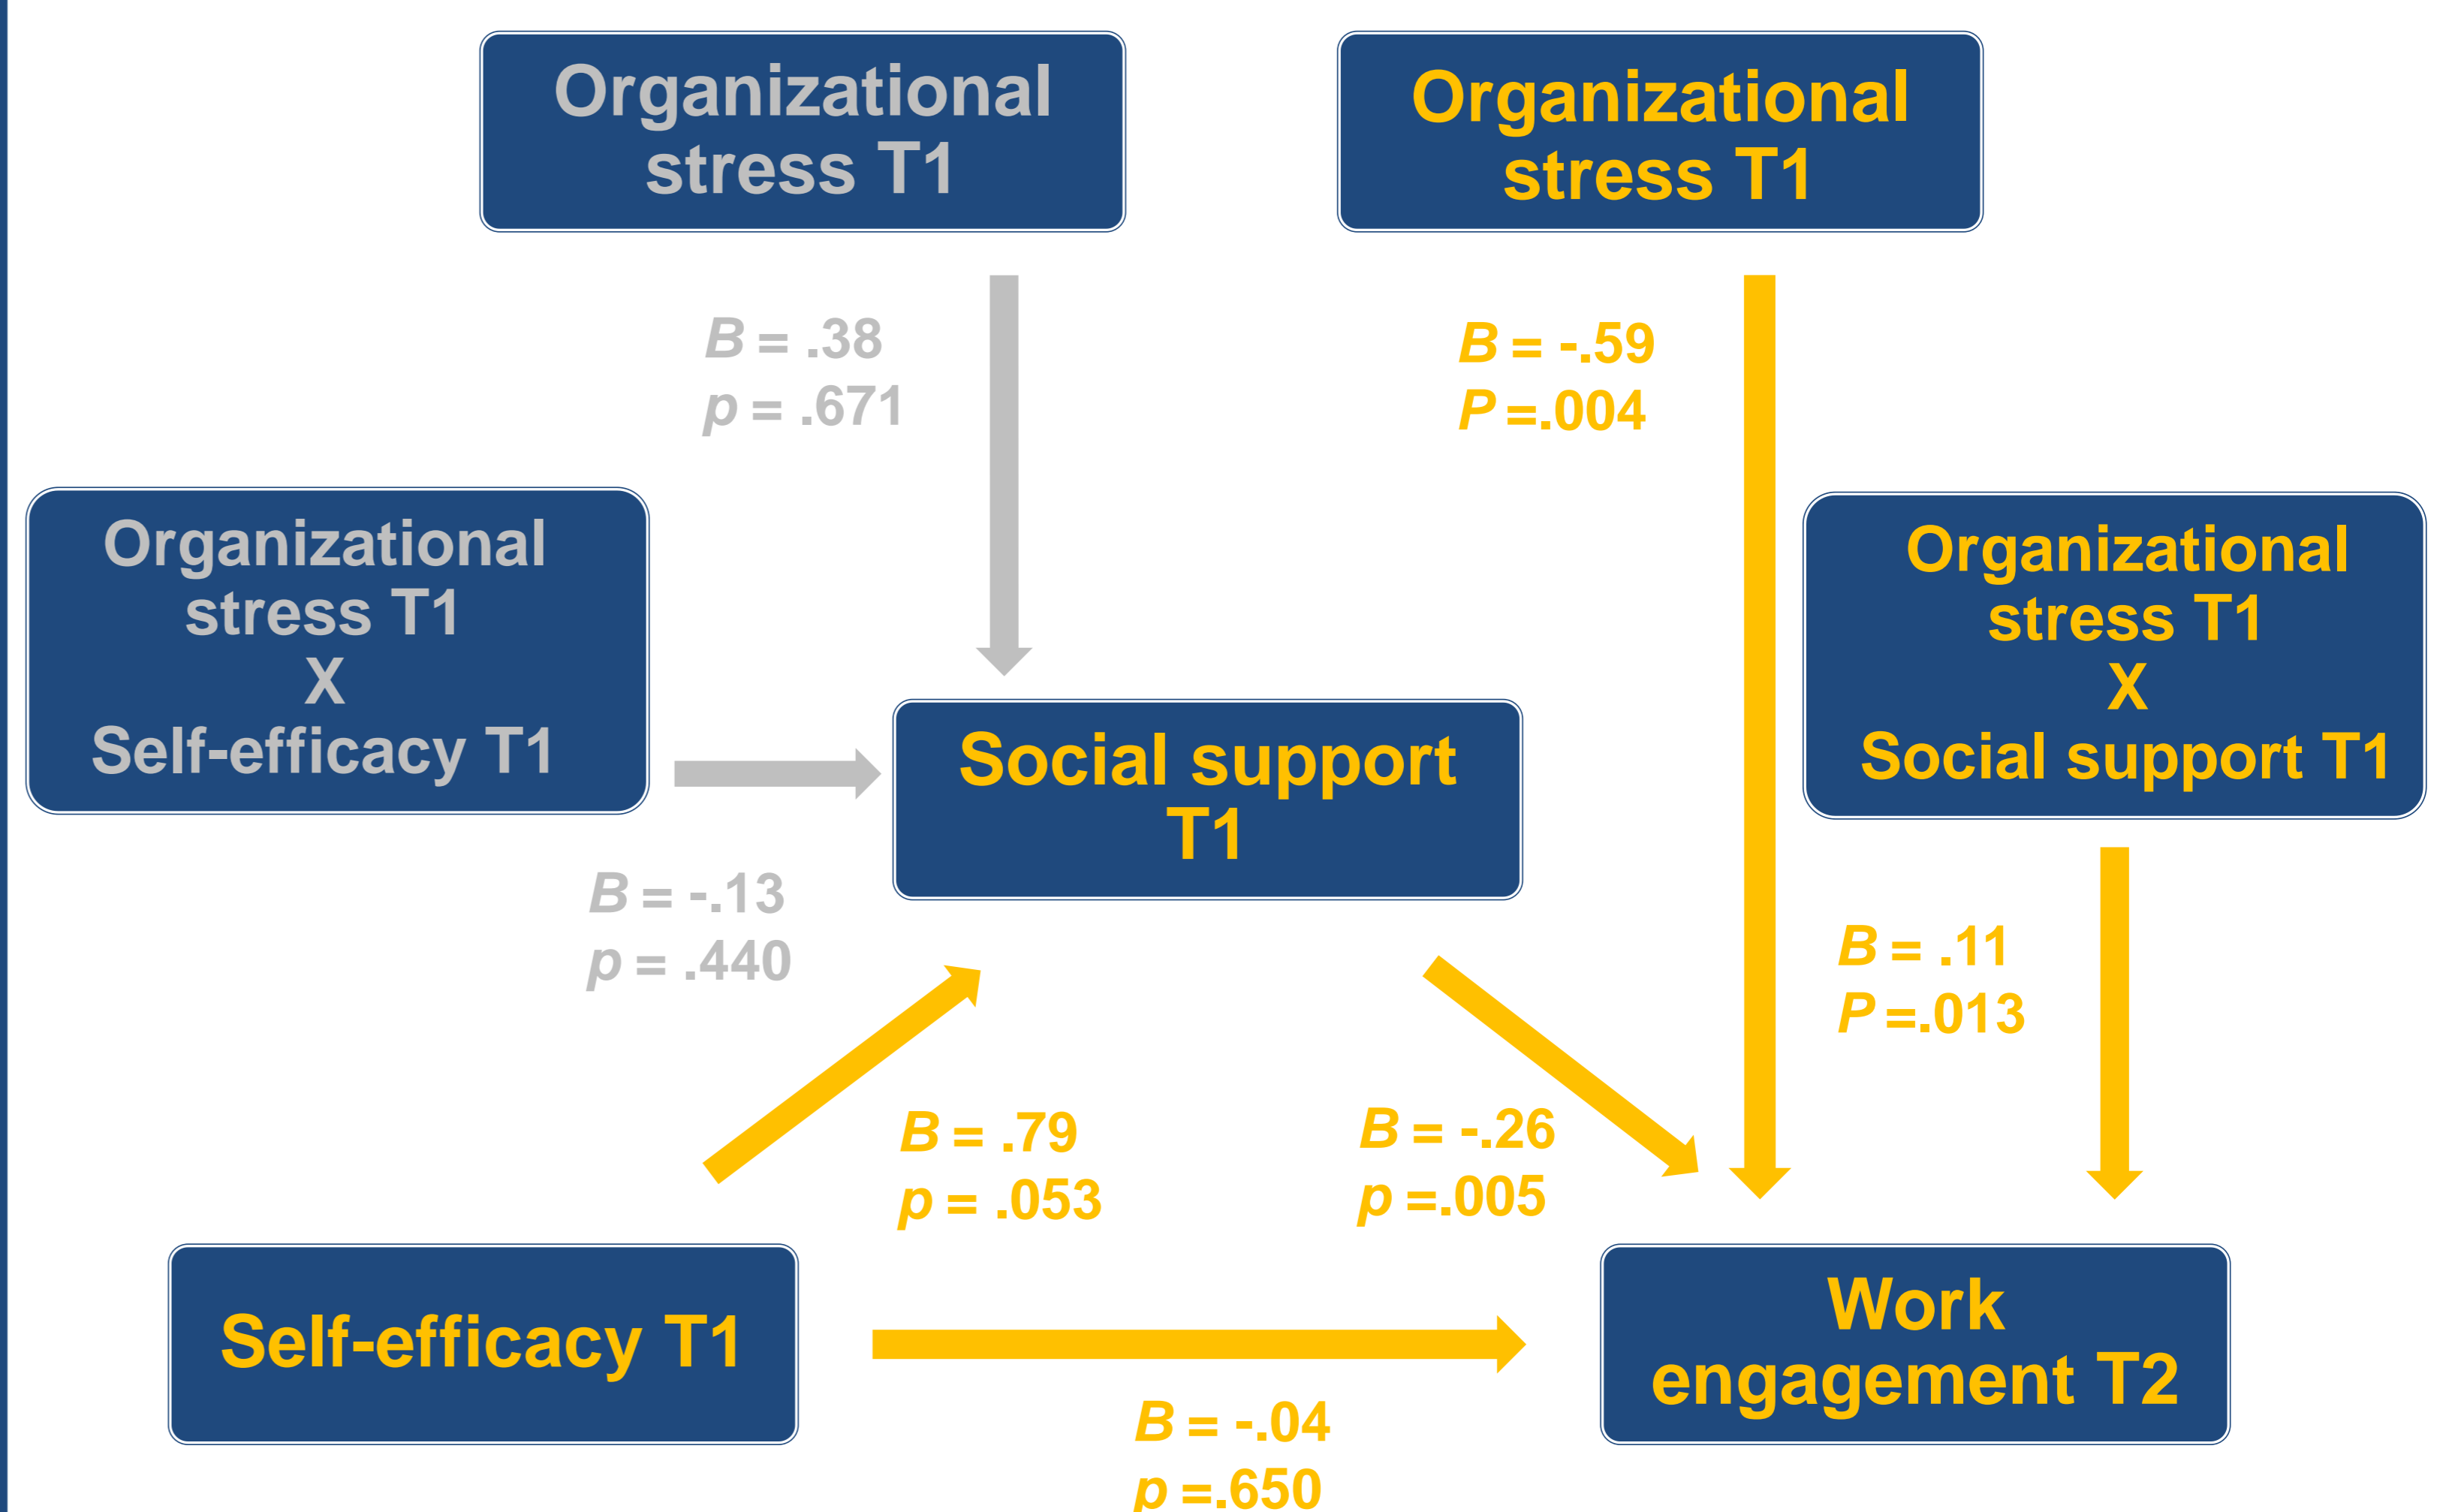 Organizational
stress T1
Organizational
stress T1
B = .38
p = .671
B = -.59
P =.004
Organizational
stress T1
X
Self-efficacy T1
Organizational
stress T1
X
Social support T1
Social support
T1
B = -.13
p = .440
B = .11
P =.013
B = .79
p = .053
B = -.26
p =.005
Self-efficacy T1
Work
engagement T2
B = -.04
p =.650